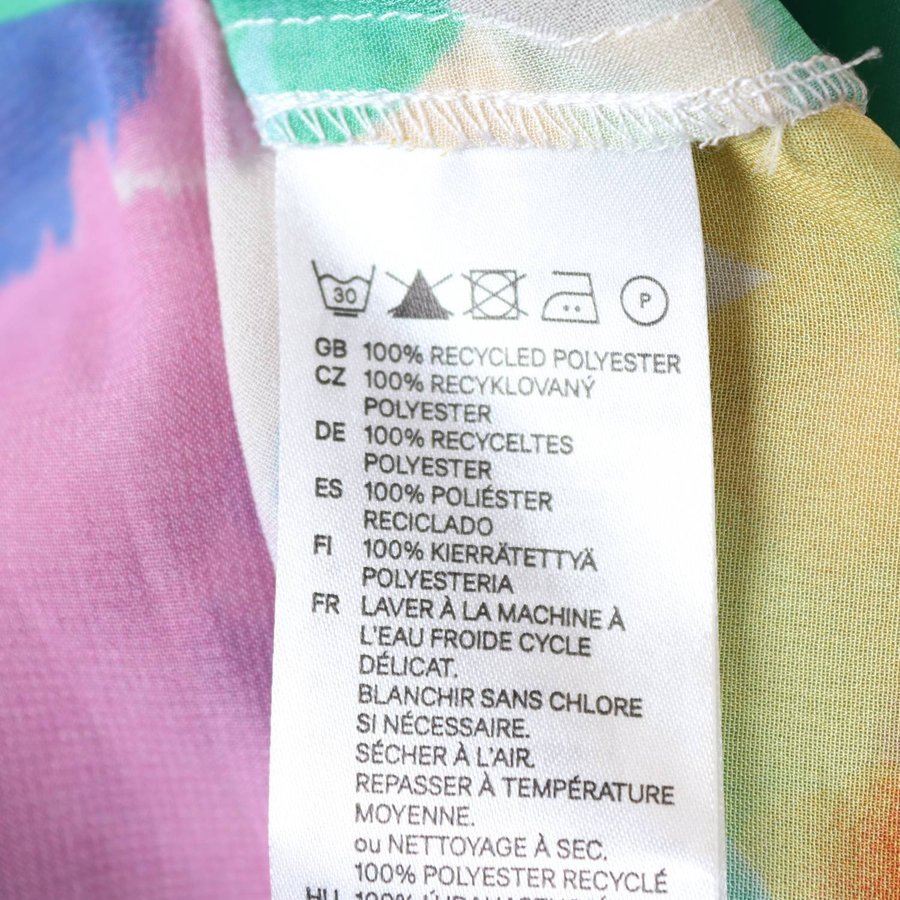 30 P
GB 100% RECYCLED POLYESTER
CZ 100% RECYKLOVANÝ
POLYESTER
DE 100% RECYCELTES
POLYESTER
ES 100% POLIÉSTER
RECICLADO
FI 100% KIERRÄTETTYÄ
POLYESTERIA
FR LAVER À LA MACHINE À
L'EAU FROIDE CYCLE
DÉLICAT.
BLANCHIR SANS CHLORE
SI NÉCESSAIRE.
SÉCHER À L'AIR.
REPASSER À TEMPÉRATURE
MOYENNE.
ou NETTOYAGE À SEC.
100% POLYESTER RECYCLÉ
HU 100%